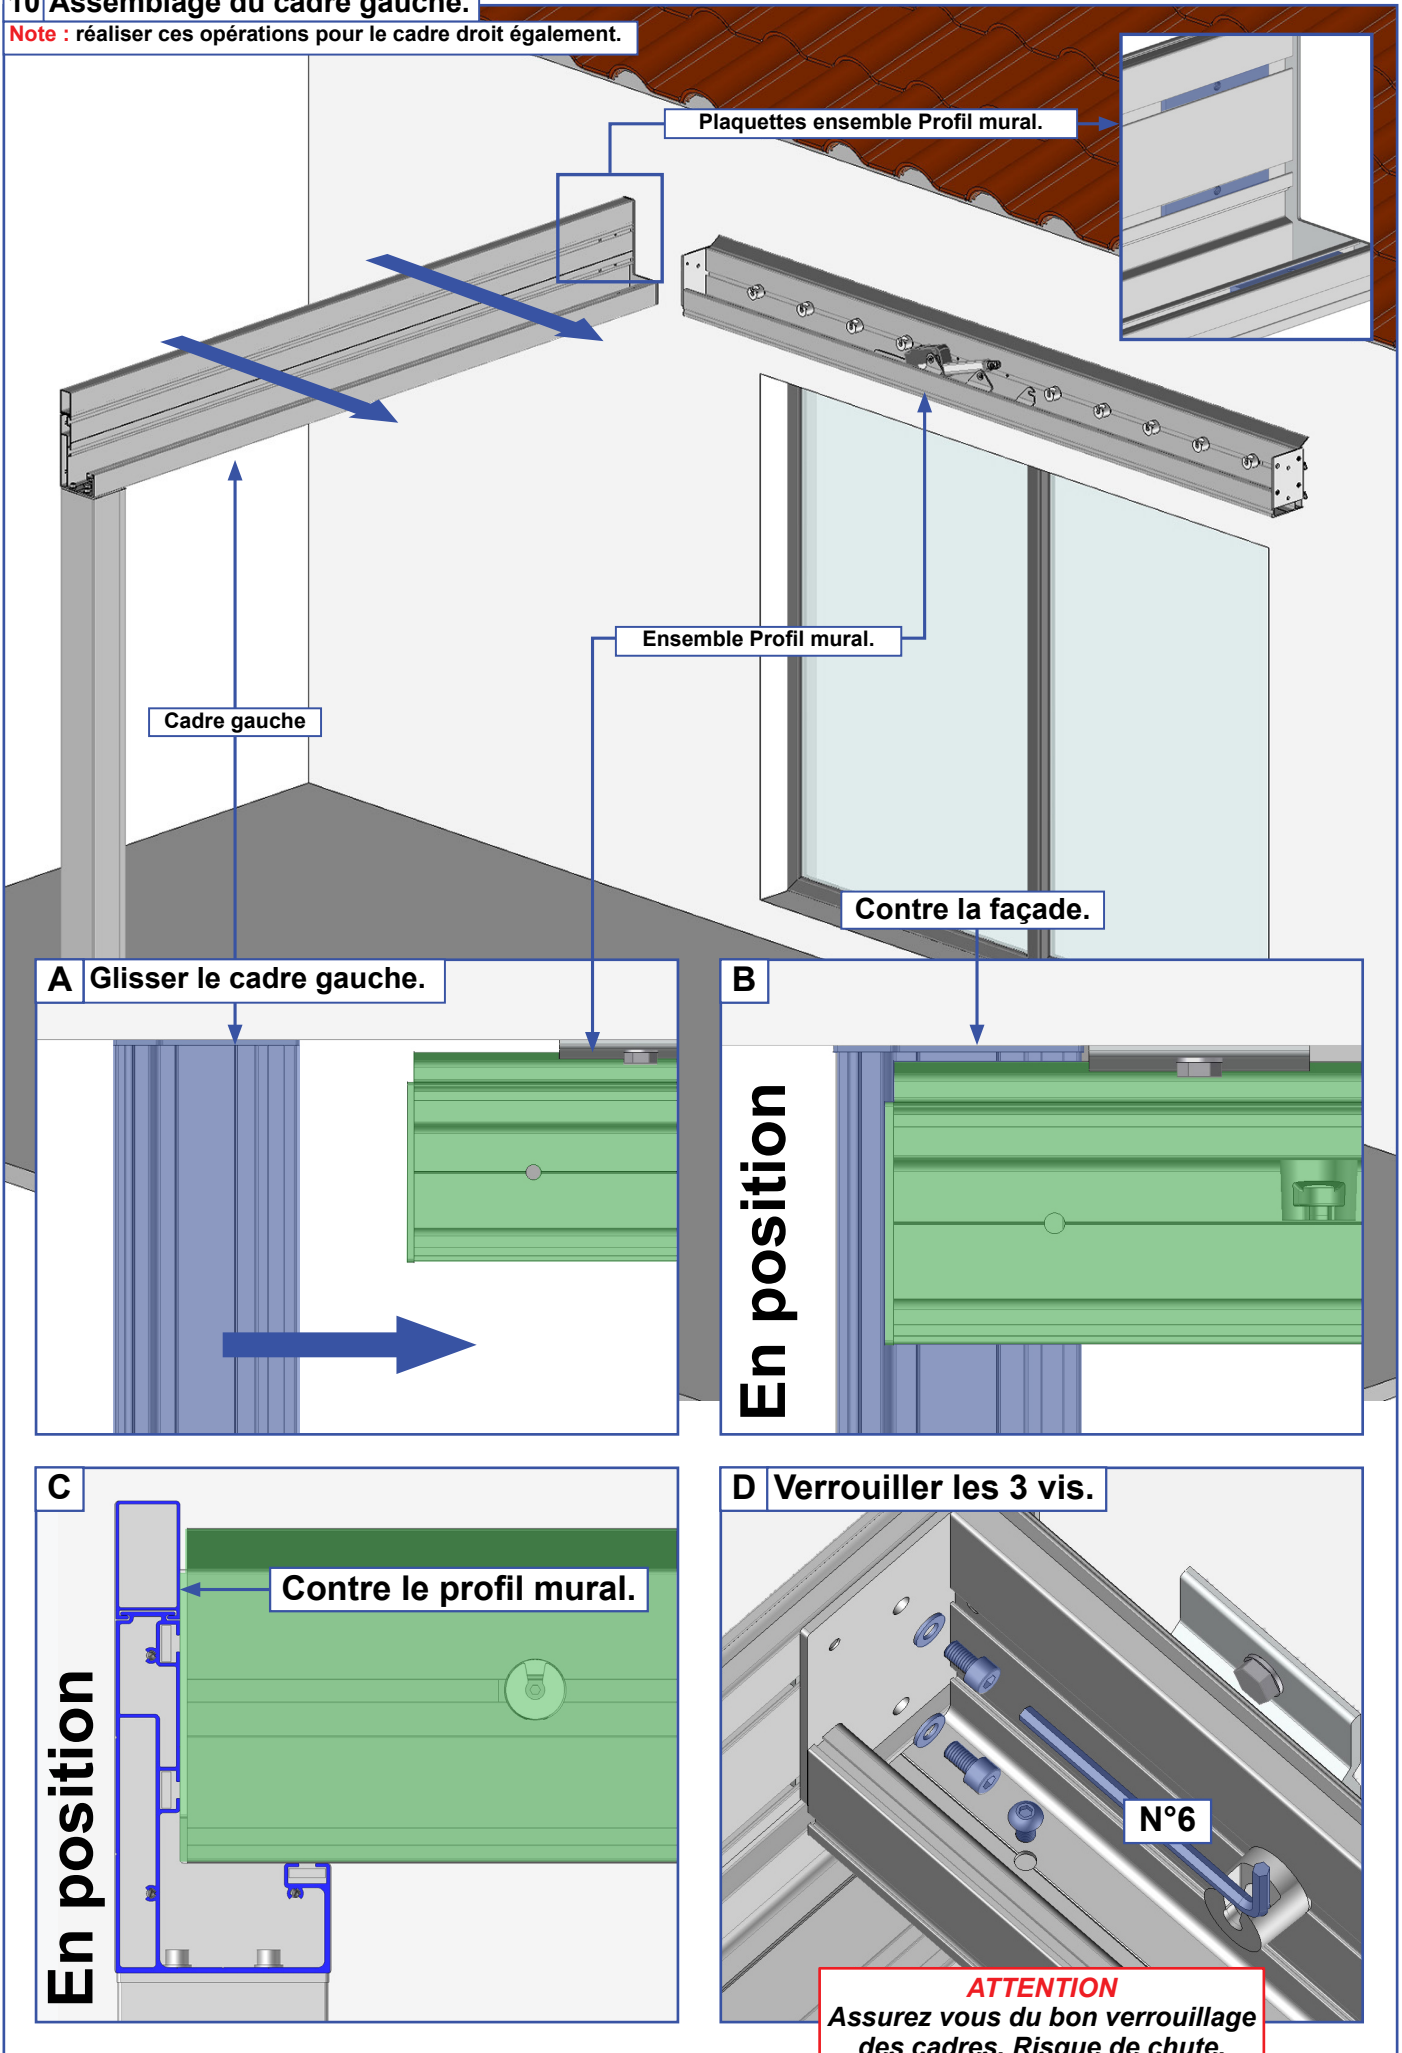 10 Assemblage du cadre gauche.
Note : réaliser ces opérations pour le cadre droit également.
Plaquettes ensemble Profil mural.
Ensemble Profil mural.
Cadre gauche
Contre la façade.
A Glisser le cadre gauche.
B
En position
C
Contre le profil mural.
En position
D Verrouiller les 3 vis.
N°6
ATTENTION
Assurez vous du bon verrouillage
des cadres. Risque de chute.